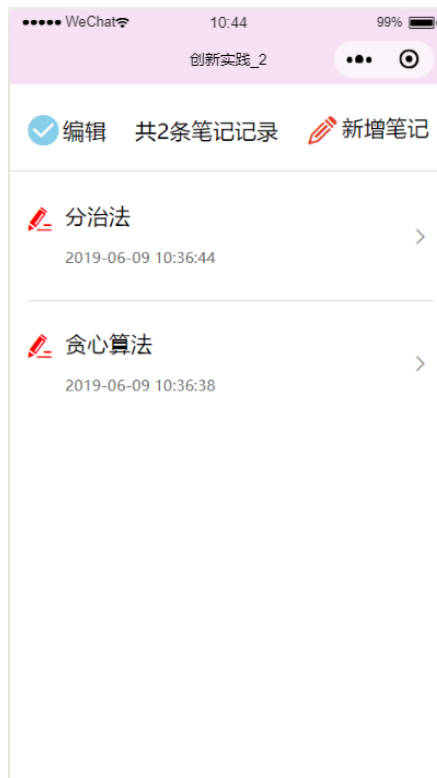 WeChat 10:44 99%
创新实践_2
编辑 共2条笔记记录 新增笔记
分治法
2019-06-09 10:36:44
贪心算法
2019-06-09 10:36:38